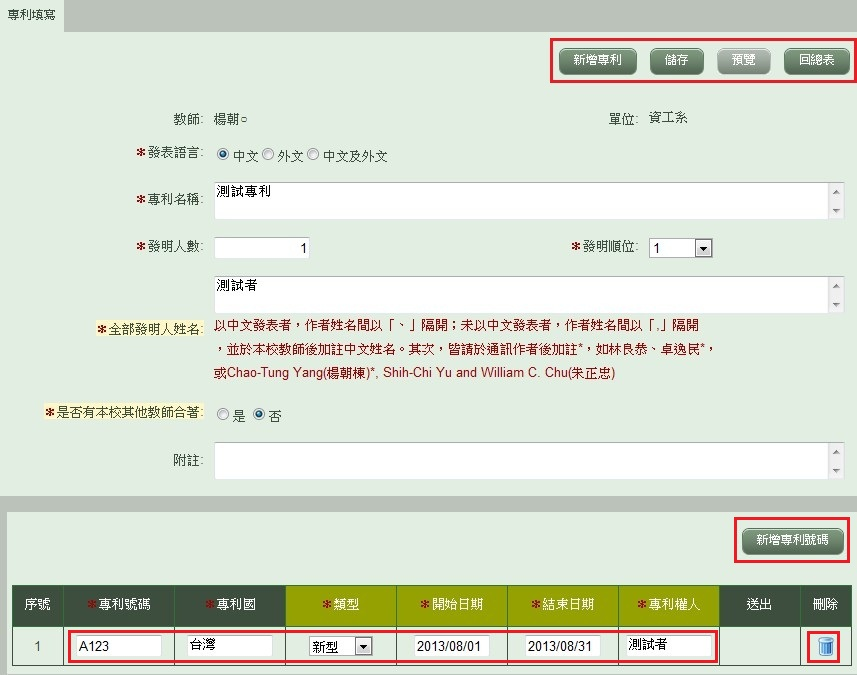 專利填寫
新增專利 儲存 預覽 回總表
教師: 楊朝○ 單位: 資工系
*發表語言: 中文 外文 中文及外文
*專利名稱: 測試專利
*發明人數: 1 *發明順位: 1
測試者
*全部發明人姓名: 以中文發表者，作者姓名間以「、」隔開；未以中文發表者，作者姓名間以「,」隔開
，並於本校教師後加註中文姓名。其次，皆請於通訊作者後加註*，如林良恭、卓逸民*，
或Chao-Tung Yang(楊朝棟)*, Shih-Chi Yu and William C. Chu(朱正忠)
*是否有本校其他教師合著: 是 否
附註:
新增專利號碼
序號 *專利號碼 *專利國 *類型 *開始日期 *結束日期 *專利權人 送出 刪除
1 A123 台灣 新型 2013/08/01 2013/08/31 測試者